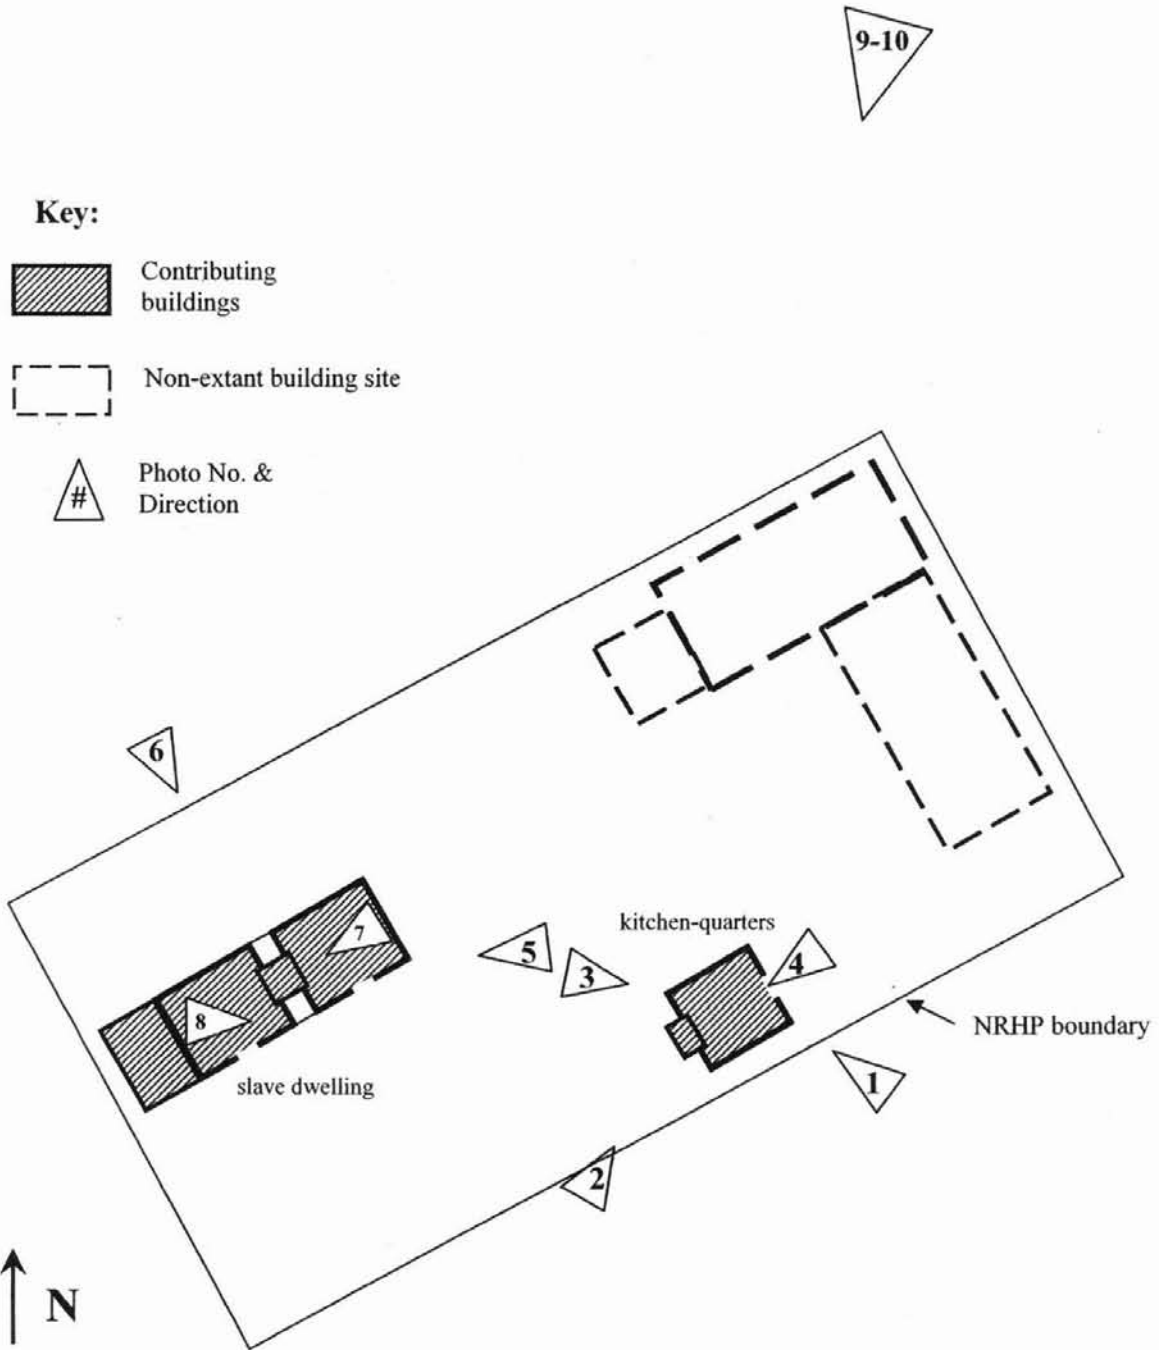 9-10
Key:
Contributing
buildings
Non-extant building site
#
Photo No. &
Direction
6
7
5
3
kitchen-quarters
4
8
slave dwelling
NRHP boundary
1
2
N